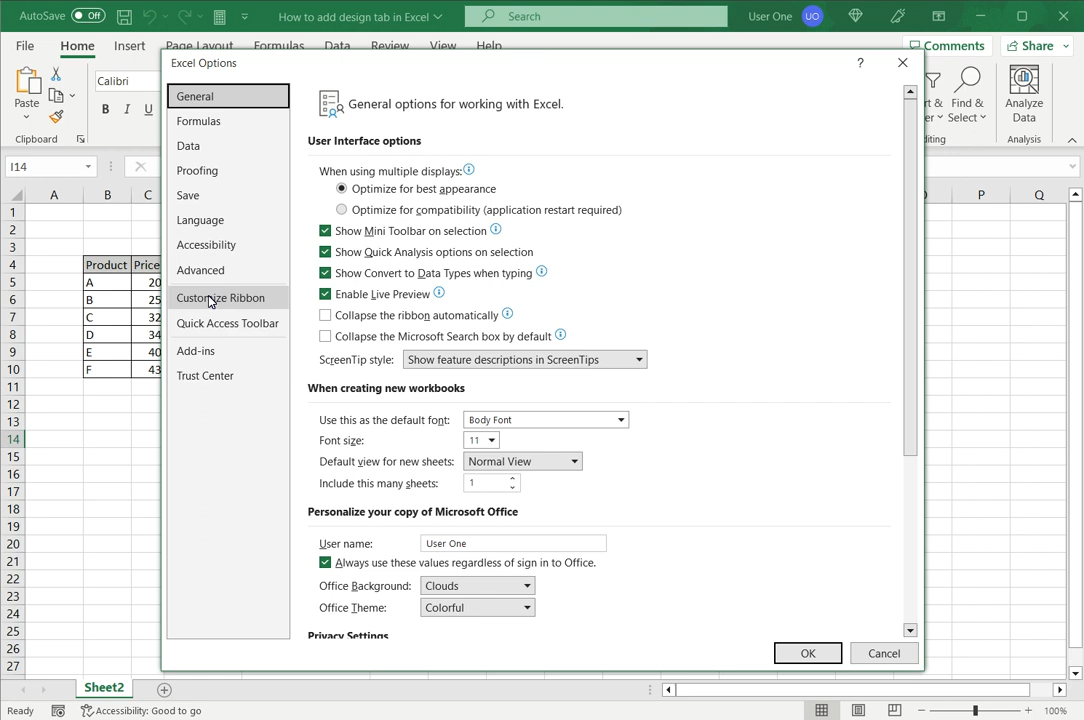 AutoSave Off How to add design tab in Excel Search User One UO
File Home Insert Page Layout Formulas Data Review View Help Comments Share
Excel Options ?
Paste Calibri
B I U
Clipboard
Find & Select
Analyze Data
Analysis
I14
A B C P Q
1
2
3
4 Product Price
5 A 20
6 B 25
7 C 32
8 D 34
9 E 40
10 F 43
11
12
13
14
15
16
17
18
19
20
21
22
23
24
25
26
27
General
Formulas
Data
Proofing
Save
Language
Accessibility
Advanced
Customize Ribbon
Quick Access Toolbar
Add-ins
Trust Center
General options for working with Excel.
User Interface options
When using multiple displays:
Optimize for best appearance
Optimize for compatibility (application restart required)
Show Mini Toolbar on selection
Show Quick Analysis options on selection
Show Convert to Data Types when typing
Enable Live Preview
Collapse the ribbon automatically
Collapse the Microsoft Search box by default
ScreenTip style: Show feature descriptions in ScreenTips
When creating new workbooks
Use this as the default font: Body Font
Font size: 11
Default view for new sheets: Normal View
Include this many sheets: 1
Personalize your copy of Microsoft Office
User name: User One
Always use these values regardless of sign in to Office.
Office Background: Clouds
Office Theme: Colorful
Privacy Settings
OK Cancel
Sheet2
Ready Accessibility: Good to go 100%